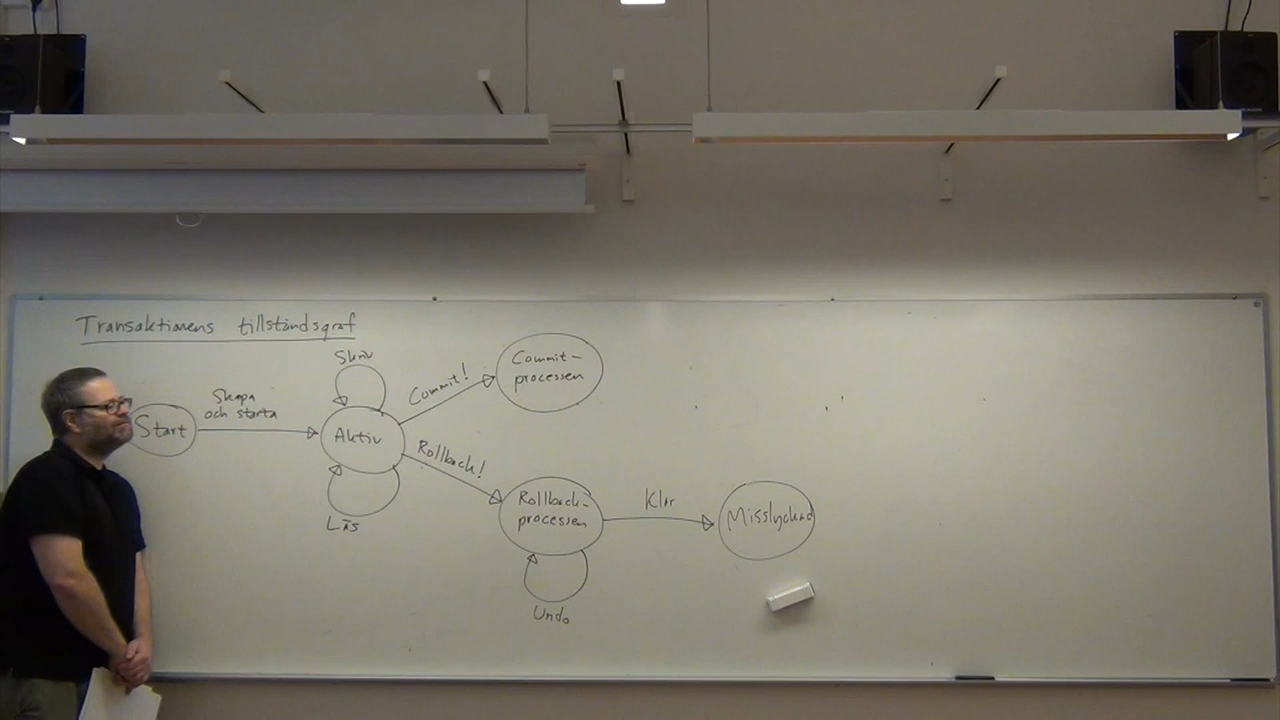 Transaktionens tillståndsgraf
Skriv
Commit-
processen
Commit!
Skapa
och starta
Start
Aktiv
Rollback!
Läs
Rollback-
processen
Klar
Misslyckad
Undo